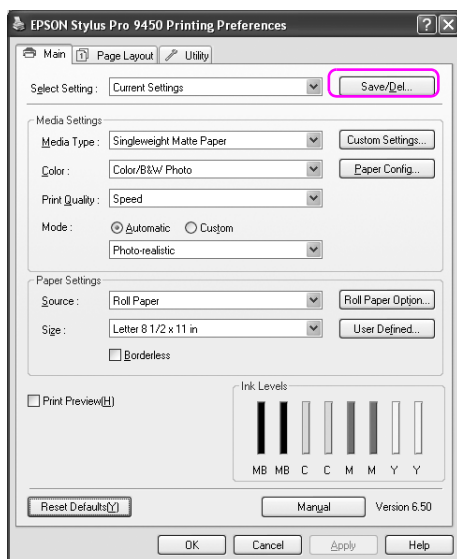 EPSON Stylus Pro 9450 Printing Preferences
Main Page Layout Utility
Select Setting : Current Settings Save/Del...
Media Settings
Media Type : Singleweight Matte Paper Custom Settings...
Color : Color/B&W Photo Paper Config...
Print Quality : Speed
Mode : Automatic Custom
Photo-realistic
Paper Settings
Source : Roll Paper Roll Paper Option...
Size : Letter 8 1/2 x 11 in User Defined...
Borderless
Print Preview(H)
Ink Levels
MB MB C C M M Y Y
Reset Defaults(Y) Manual Version 6.50
OK Cancel Apply Help